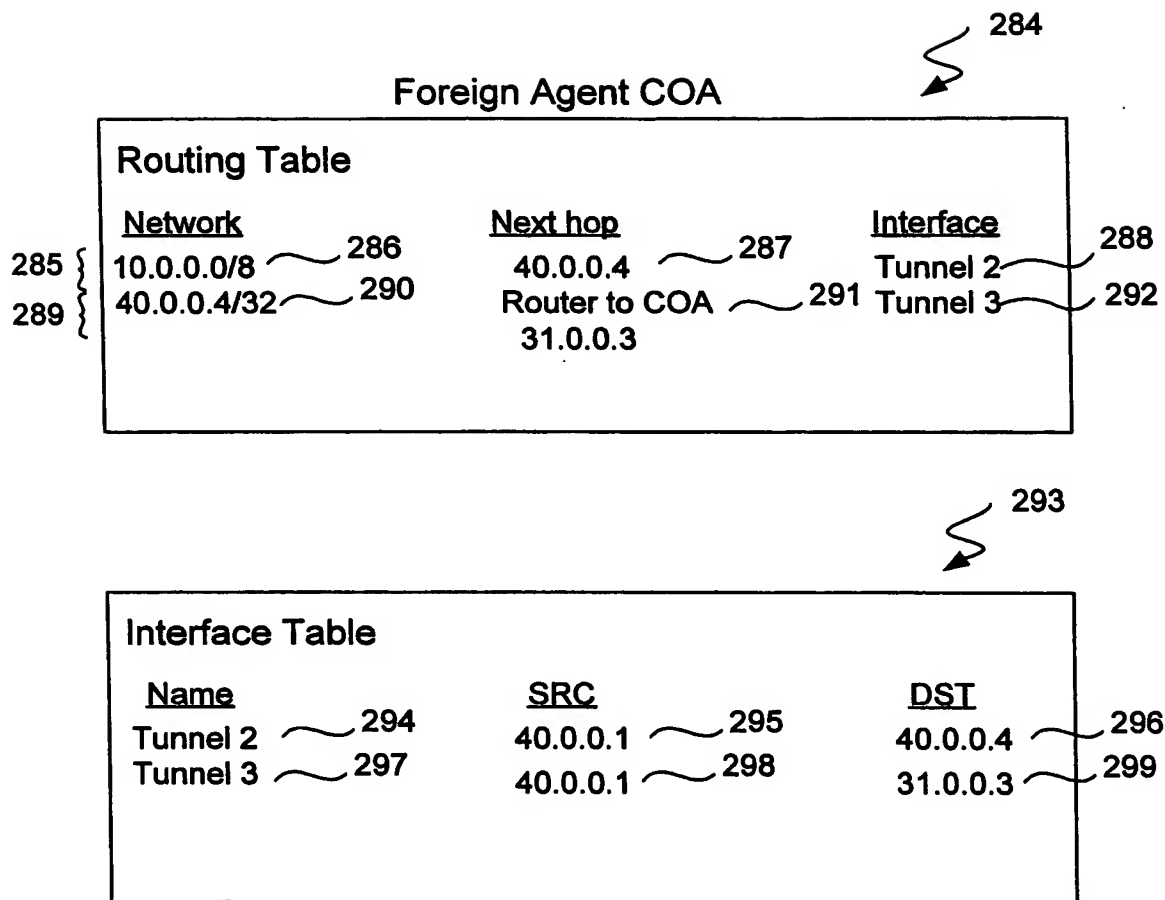 284
Foreign Agent COA
Routing Table
Network Next hop Interface
285 10.0.0.0/8 286 40.0.0.4 287 Tunnel 2 288
289 40.0.0.4/32 290 Router to COA 291 Tunnel 3 292
31.0.0.3
293
Interface Table
Name SRC DST
Tunnel 2 294 40.0.0.1 295 40.0.0.4 296
Tunnel 3 297 40.0.0.1 298 31.0.0.3 299